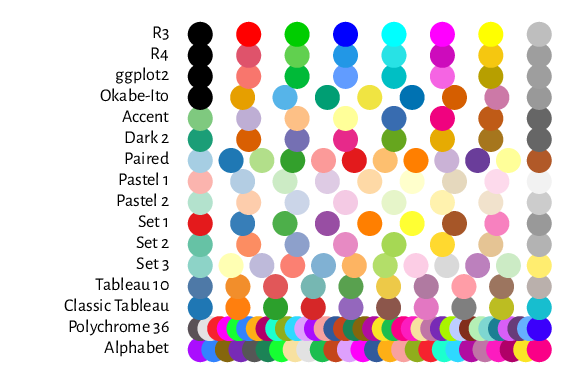 R3
R4
ggplot2
Okabe-Ito
Accent
Dark 2
Paired
Pastel 1
Pastel 2
Set 1
Set 2
Set 3
Tableau 10
Classic Tableau
Polychrome 36
Alphabet